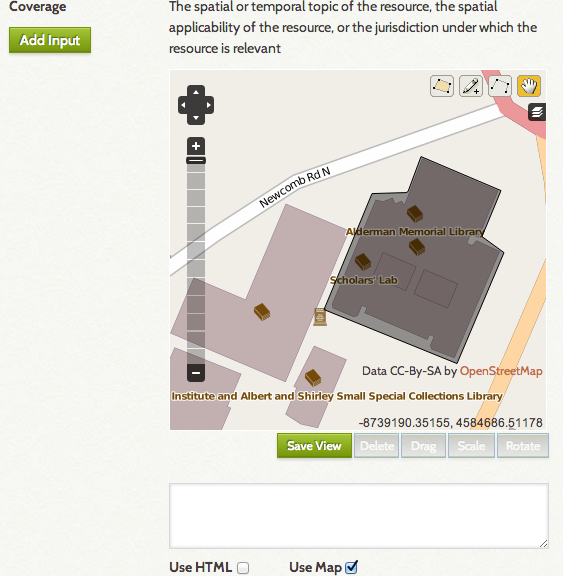 Coverage
Add Input
The spatial or temporal topic of the resource, the spatial
applicability of the resource, or the jurisdiction under which the
resource is relevant
Newcomb Rd N
Alderman Memorial Library
Scholars' Lab
Data CC-By-SA by OpenStreetMap
Institute and Albert and Shirley Small Special Collections Library
-8739190.35155, 4584686.51178
Save View
Delete
Drag
Scale
Rotate
Use HTML
Use Map